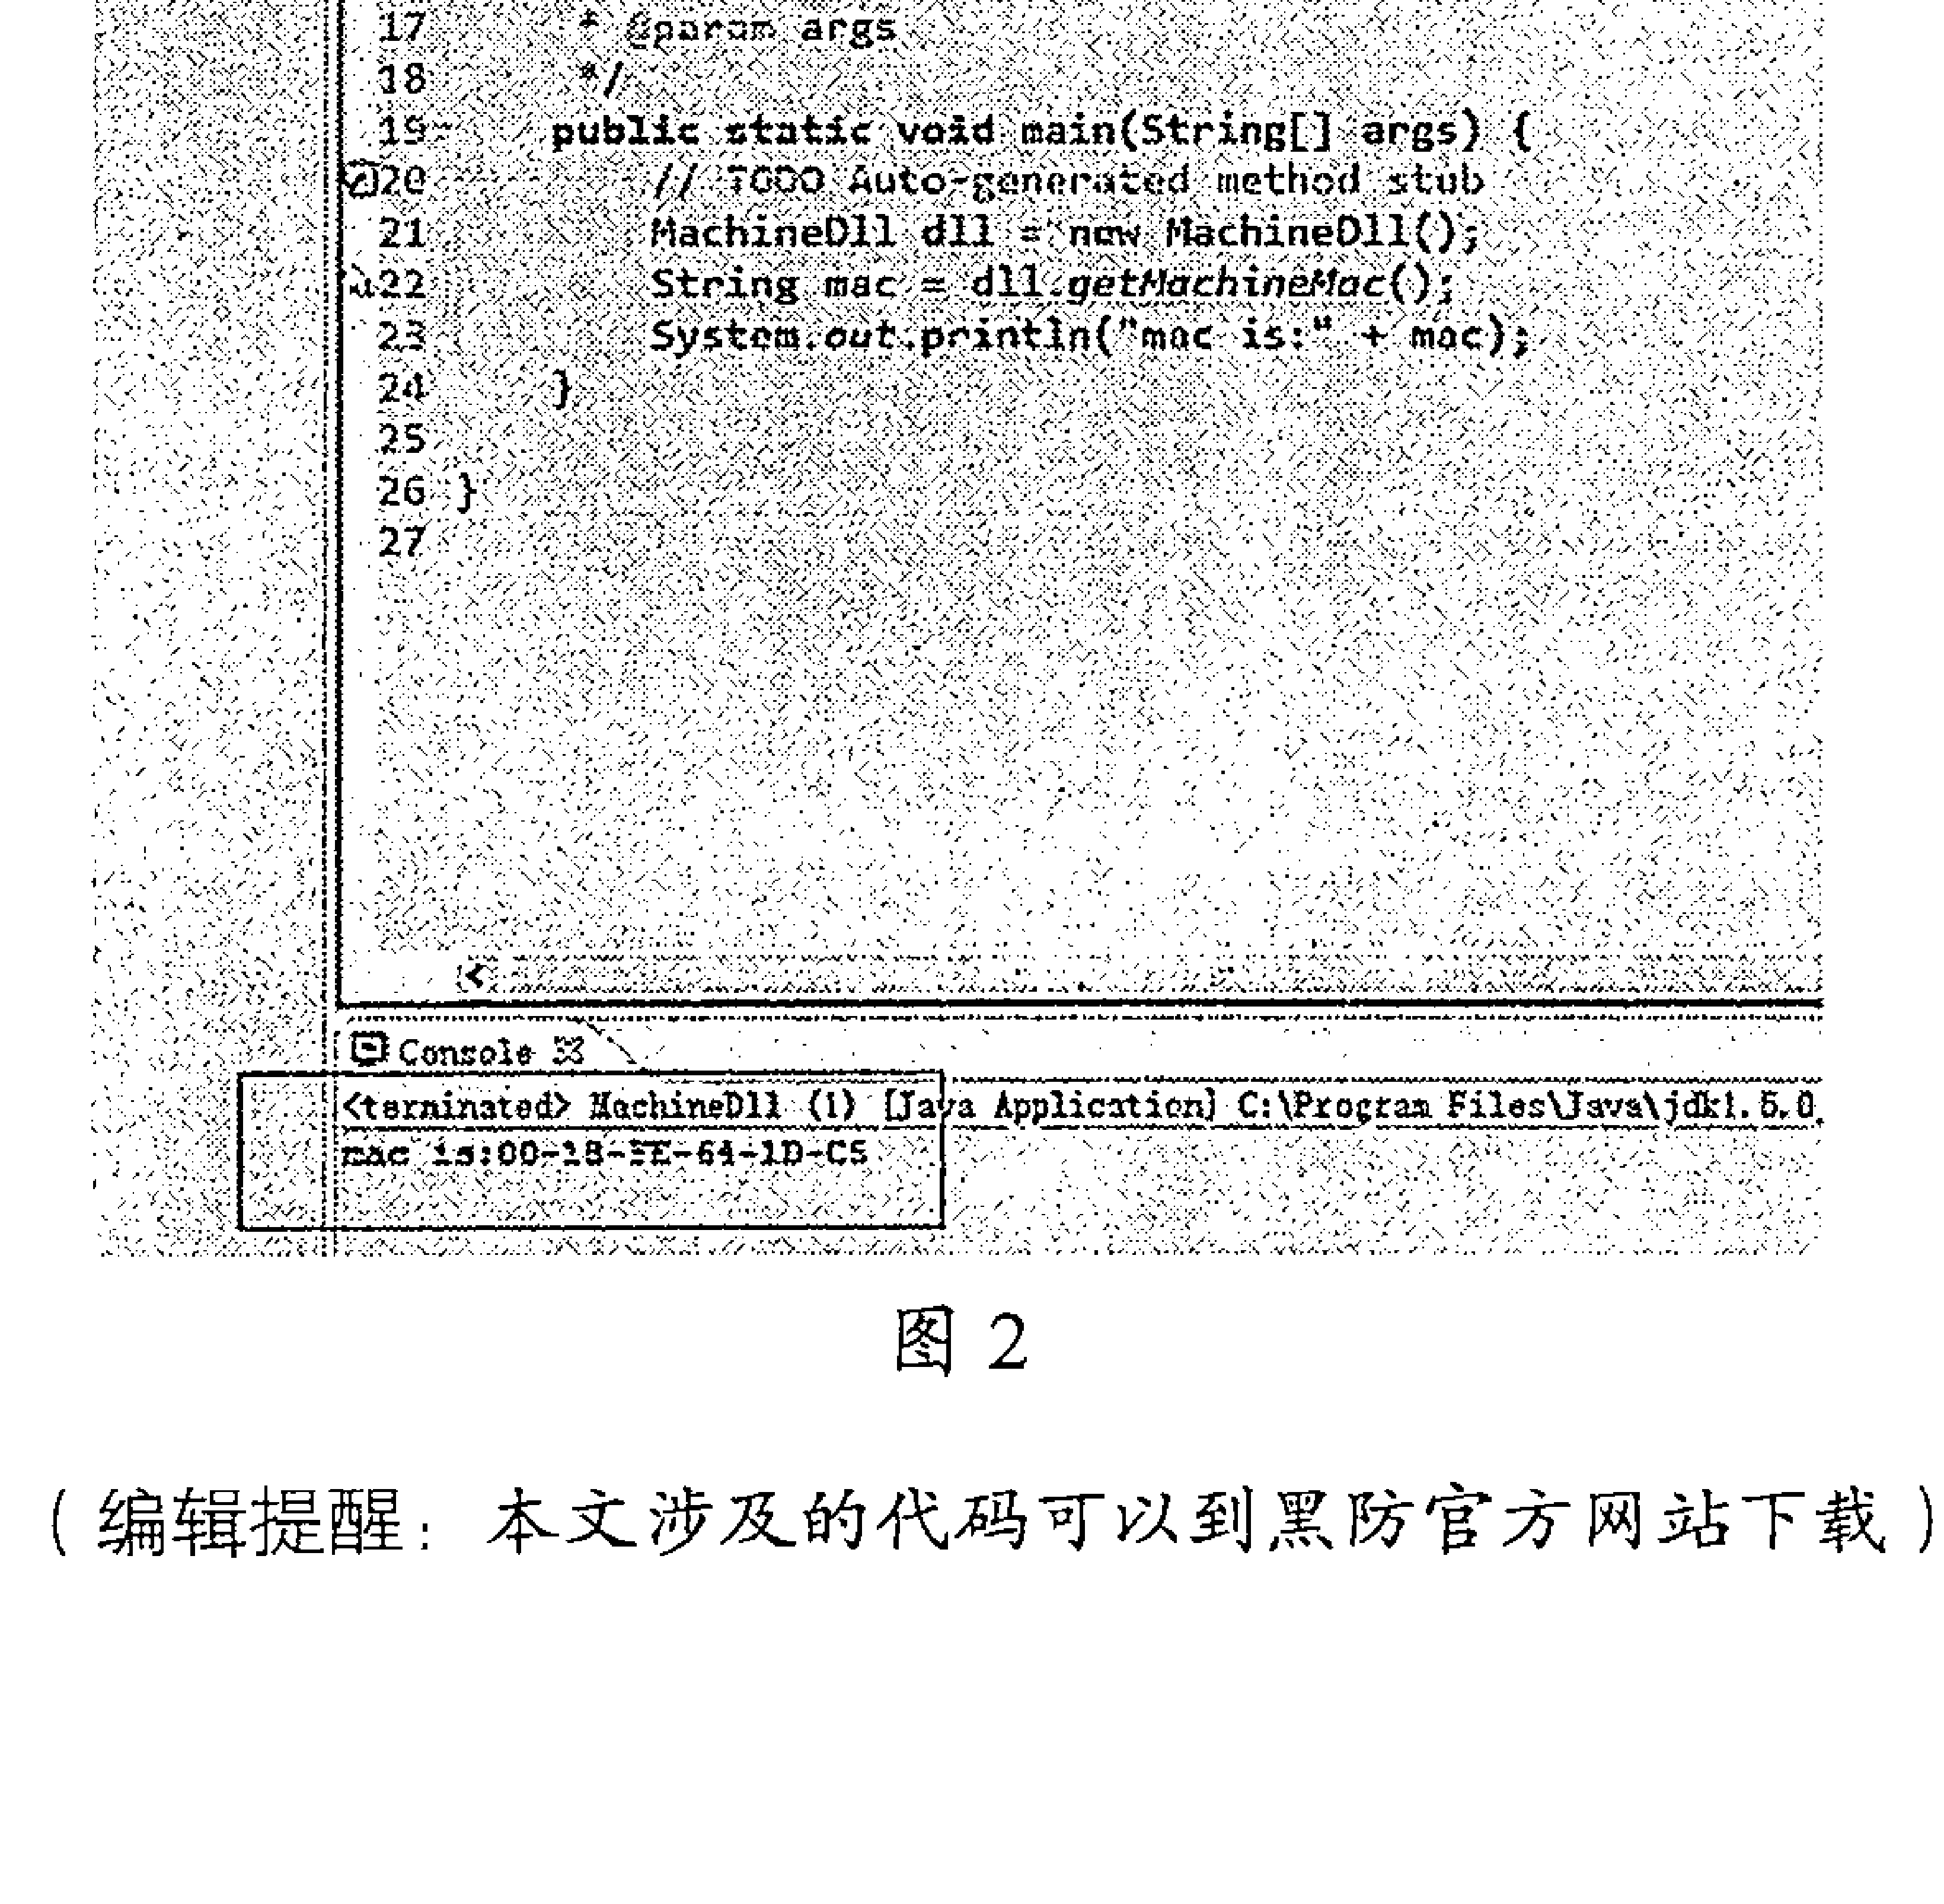 17 * @param args
18 */
19 public static void main(String[] args) {
20 // TODO Auto-generated method stub
21 MachineDll dll = new MachineDll();
22 String mac = dll.getMachineMac();
23 System.out.println("mac is:" + mac);
24 }
25
26 }
27
Console
<terminated> MachineDll (1) [Java Application] C:\Program Files\Java\jdk1.5.0.
mac is:
图 2
(编辑提醒：本文涉及的代码可以到黑防官方网站下载)